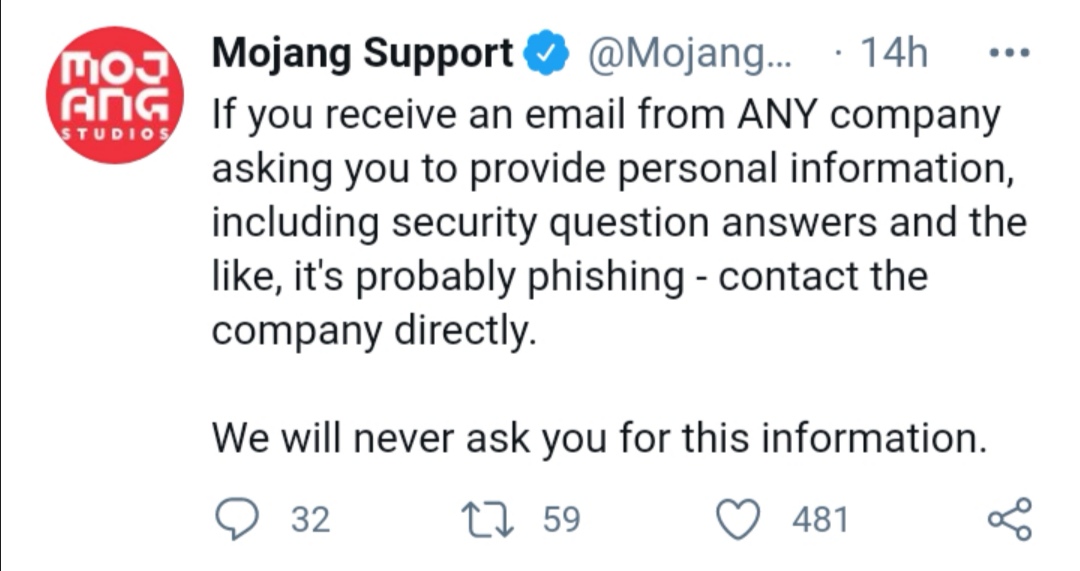 MOJ
ANG
STUDIOS
Mojang Support @Mojang... · 14h
If you receive an email from ANY company
asking you to provide personal information,
including security question answers and the
like, it's probably phishing - contact the
company directly.
We will never ask you for this information.
32 59 481